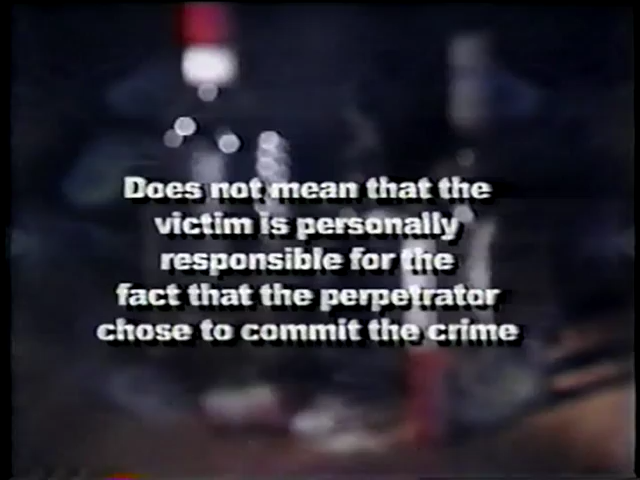 Does not mean that the
victim is personally
responsible for the
fact that the perpetrator
chose to commit the crime